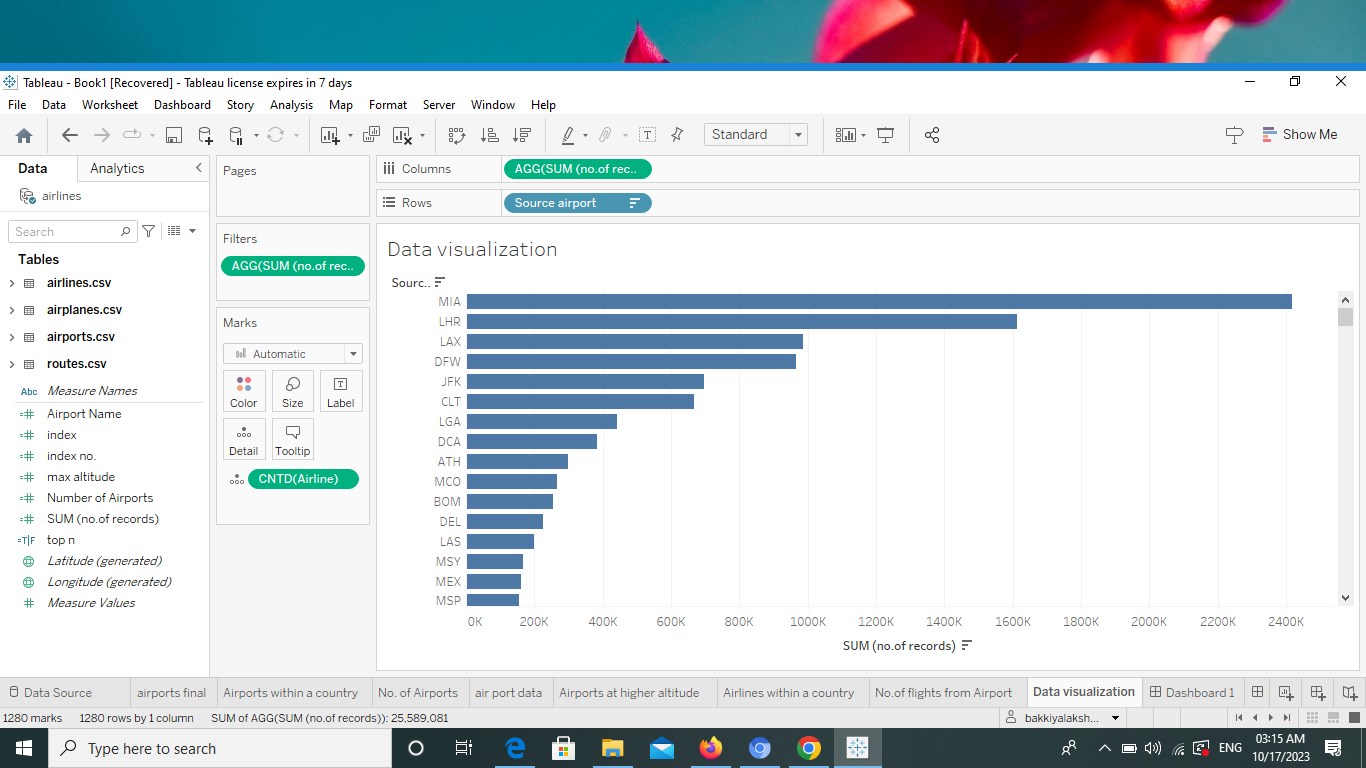 Tableau - Book1 [Recovered] - Tableau license expires in 7 days
File Data Worksheet Dashboard Story Analysis Map Format Server Window Help
Standard
Show Me
Data Analytics
airlines
Search
Tables
airlines.csv
airplanes.csv
airports.csv
routes.csv
Abc Measure Names
Airport Name
index
index no.
max altitude
Number of Airports
SUM (no.of records)
T|F top n
Latitude (generated)
Longitude (generated)
Measure Values
Pages
Filters
AGG(SUM (no.of rec..
Marks
Automatic
Color Size Label
Detail Tooltip
CNTD(Airline)
Columns AGG(SUM (no.of rec..
Rows Source airport
Data visualization
Sourc..
MIA
LHR
LAX
DFW
JFK
CLT
LGA
DCA
ATH
MCO
BOM
DEL
LAS
MSY
MEX
MSP
0K 200K 400K 600K 800K 1000K 1200K 1400K 1600K 1800K 2000K 2200K 2400K
SUM (no.of records)
Data Source airports final Airports within a country No. of Airports air port data Airports at higher altitude Airlines within a country No.of flights from Airport Data visualization Dashboard 1
1280 marks 1280 rows by 1 column SUM of AGG(SUM (no.of records)): 25,589,081 bakkiyalaksh...
Type here to search
ENG
03:15 AM
10/17/2023